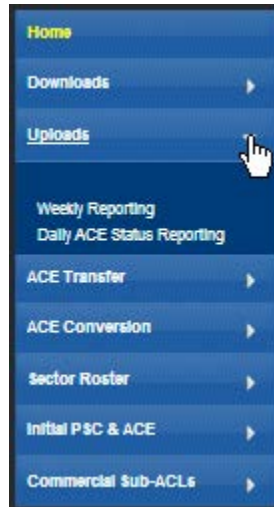 Home
Downloads
Uploads
Weekly Reporting
Daily ACE Status Reporting
ACE Transfer
ACE Conversion
Sector Roster
Initial PSC & ACE
Commercial Sub-ACLs